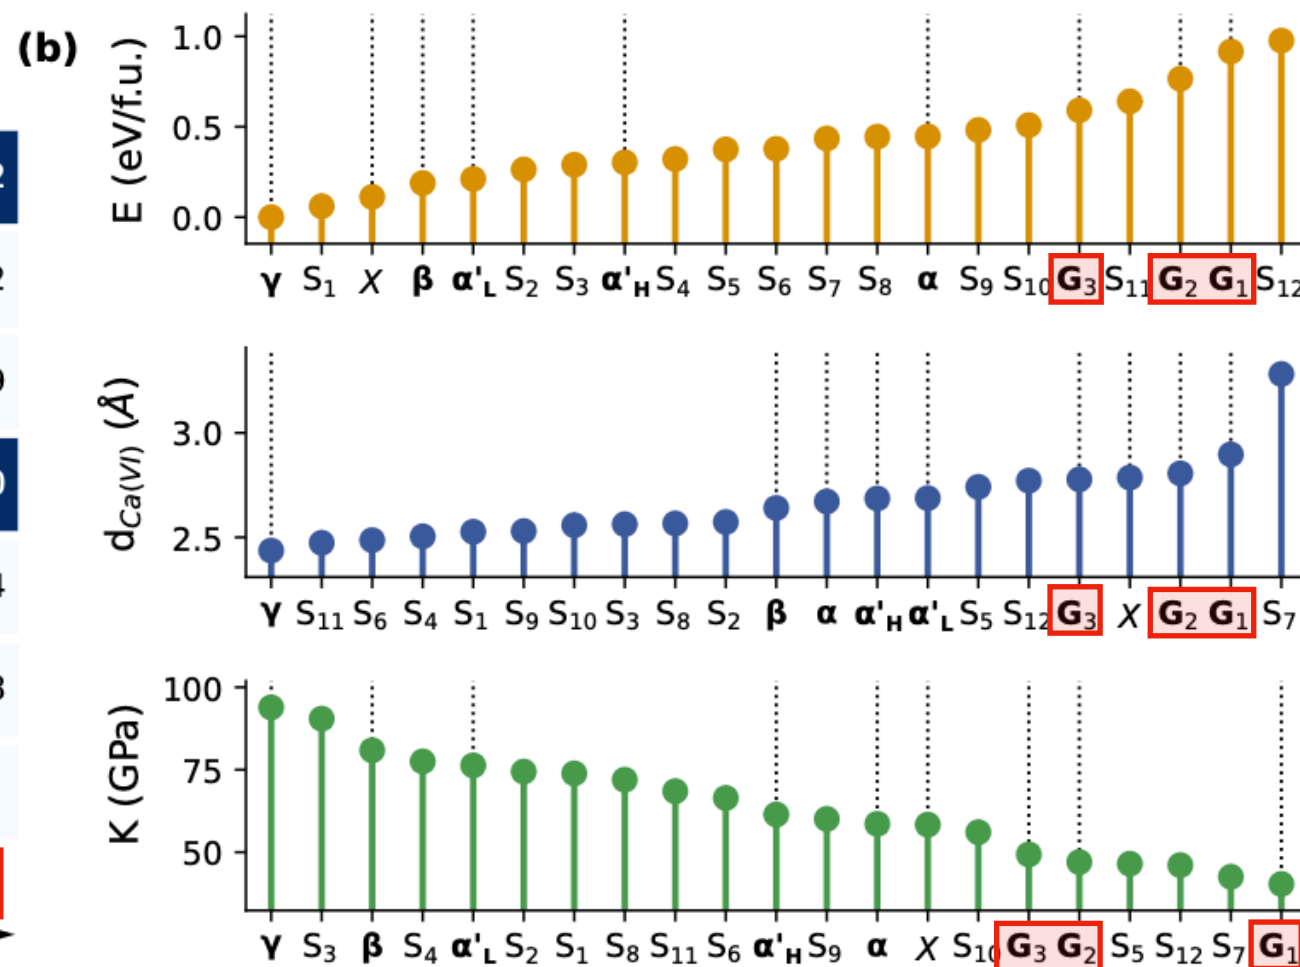 (b)
E (eV/f.u.)
1.0
0.5
0.0
γ S₁ X β α'L S₂ S₃ α'H S₄ S₅ S₆ S₇ S₈ α S₉ S₁₀ G₃ S₁₁ G₂ G₁ S₁₂
d_Ca(VI) (Å)
3.0
2.5
γ S₁₁ S₆ S₄ S₁ S₉ S₁₀ S₃ S₈ S₂ β α α'H α'L S₅ S₁₂ G₃ X G₂ G₁ S₇
K (GPa)
100
75
50
γ S₃ β S₄ α'L S₂ S₁ S₈ S₁₁ S₆ α'H S₉ α X S₁₀ G₃ G₂ S₅ S₁₂ S₇ G₁